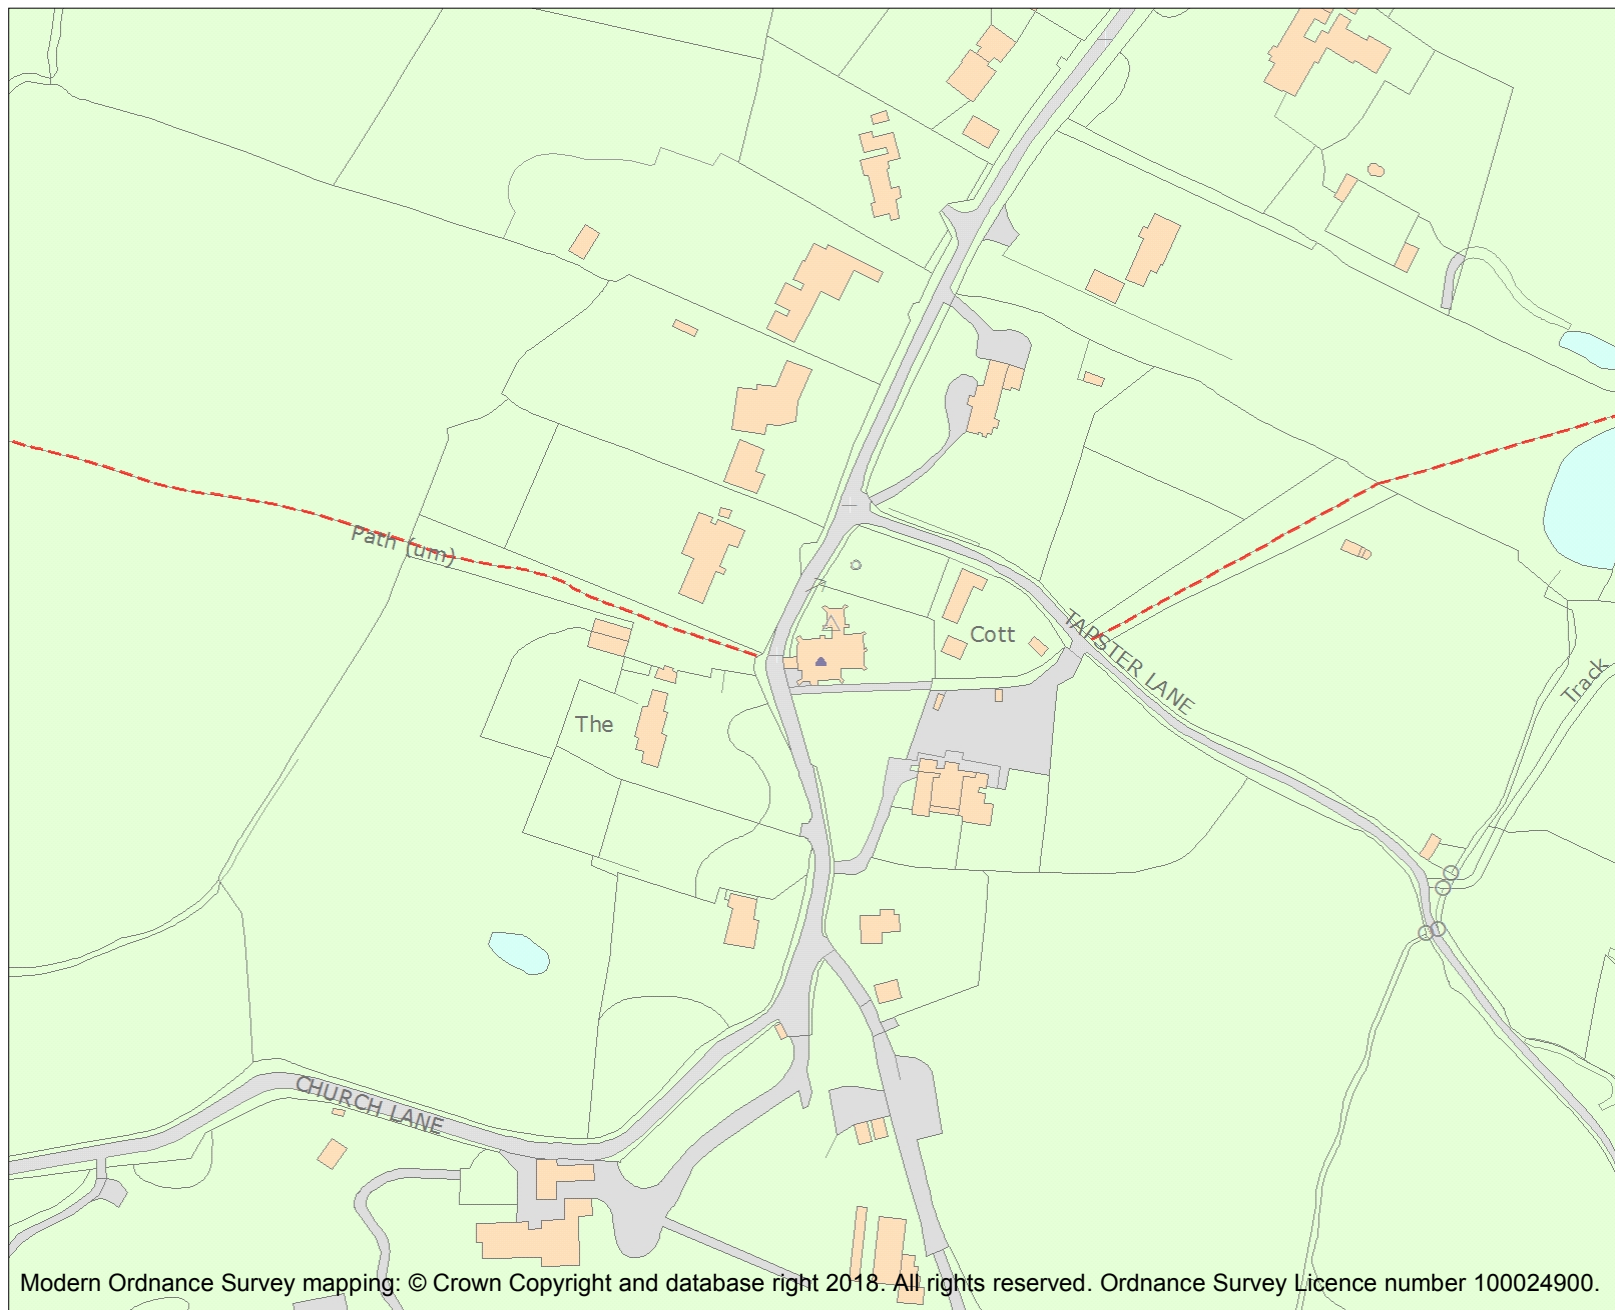 Path (um)
Cott
TAPSTER LANE
Track
The
CHURCH LANE
Modern Ordnance Survey mapping: © Crown Copyright and database right 2018. All rights reserved. Ordnance Survey Licence number 100024900.